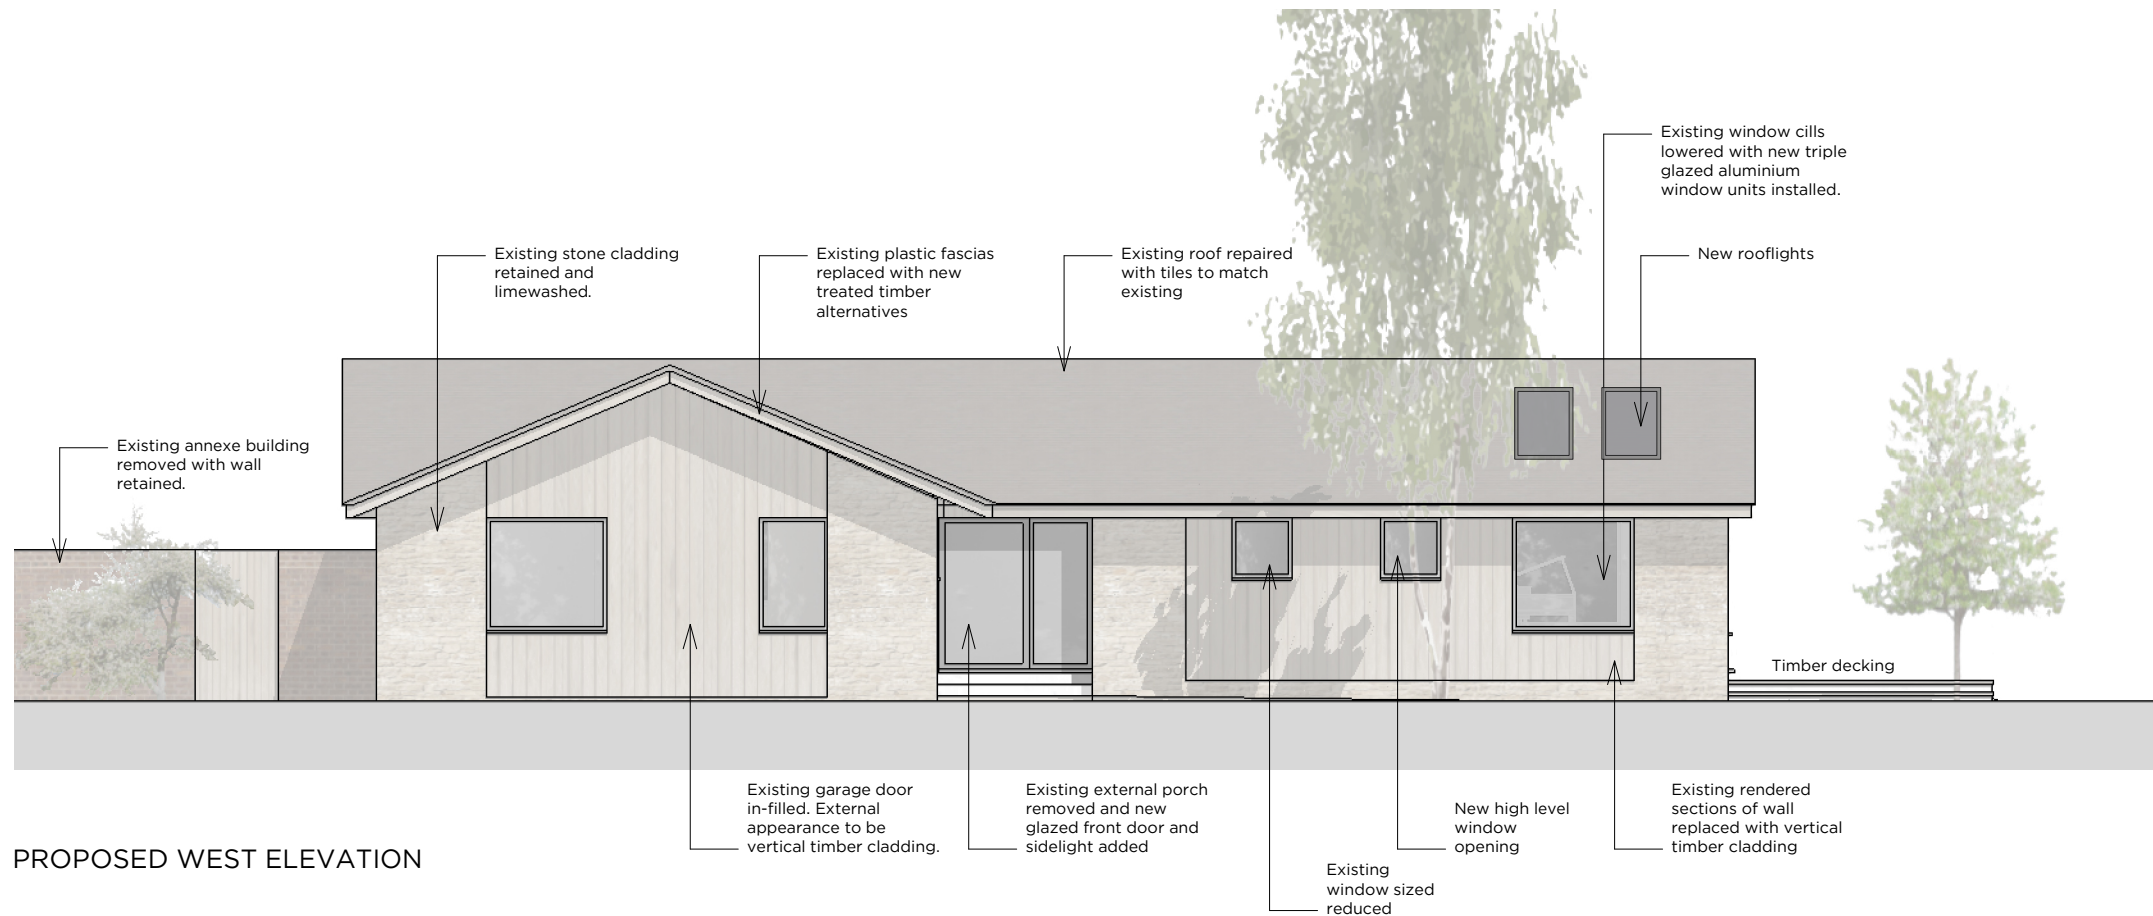 Existing window cills
lowered with new triple
glazed aluminium
window units installed.
Existing stone cladding
retained and
limewashed.
Existing plastic fascias
replaced with new
treated timber
alternatives
Existing roof repaired
with tiles to match
existing
New rooflights
Existing annexe building
removed with wall
retained.
Timber decking
Existing garage door
in-filled. External
appearance to be
vertical timber cladding.
Existing external porch
removed and new
glazed front door and
sidelight added
New high level
window
opening
Existing rendered
sections of wall
replaced with vertical
timber cladding
PROPOSED WEST ELEVATION
Existing
window sized
reduced